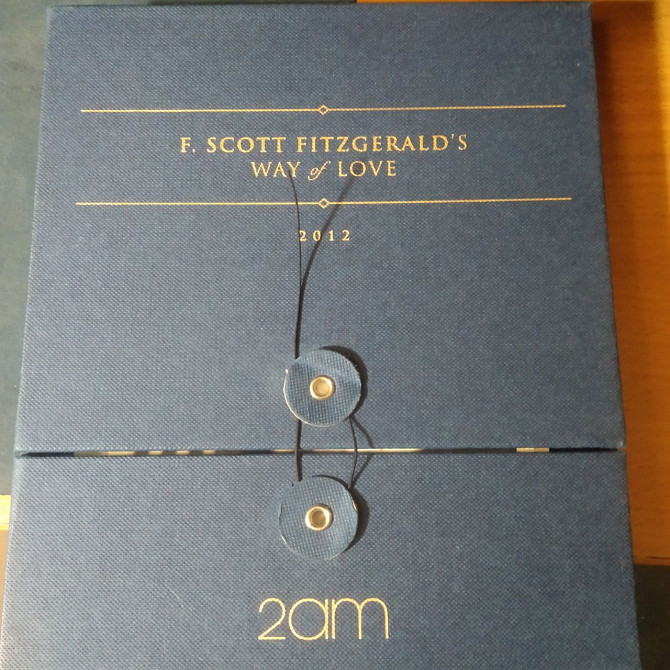 F. SCOTT FITZGERALD'S
WAY of LOVE
2012
2am